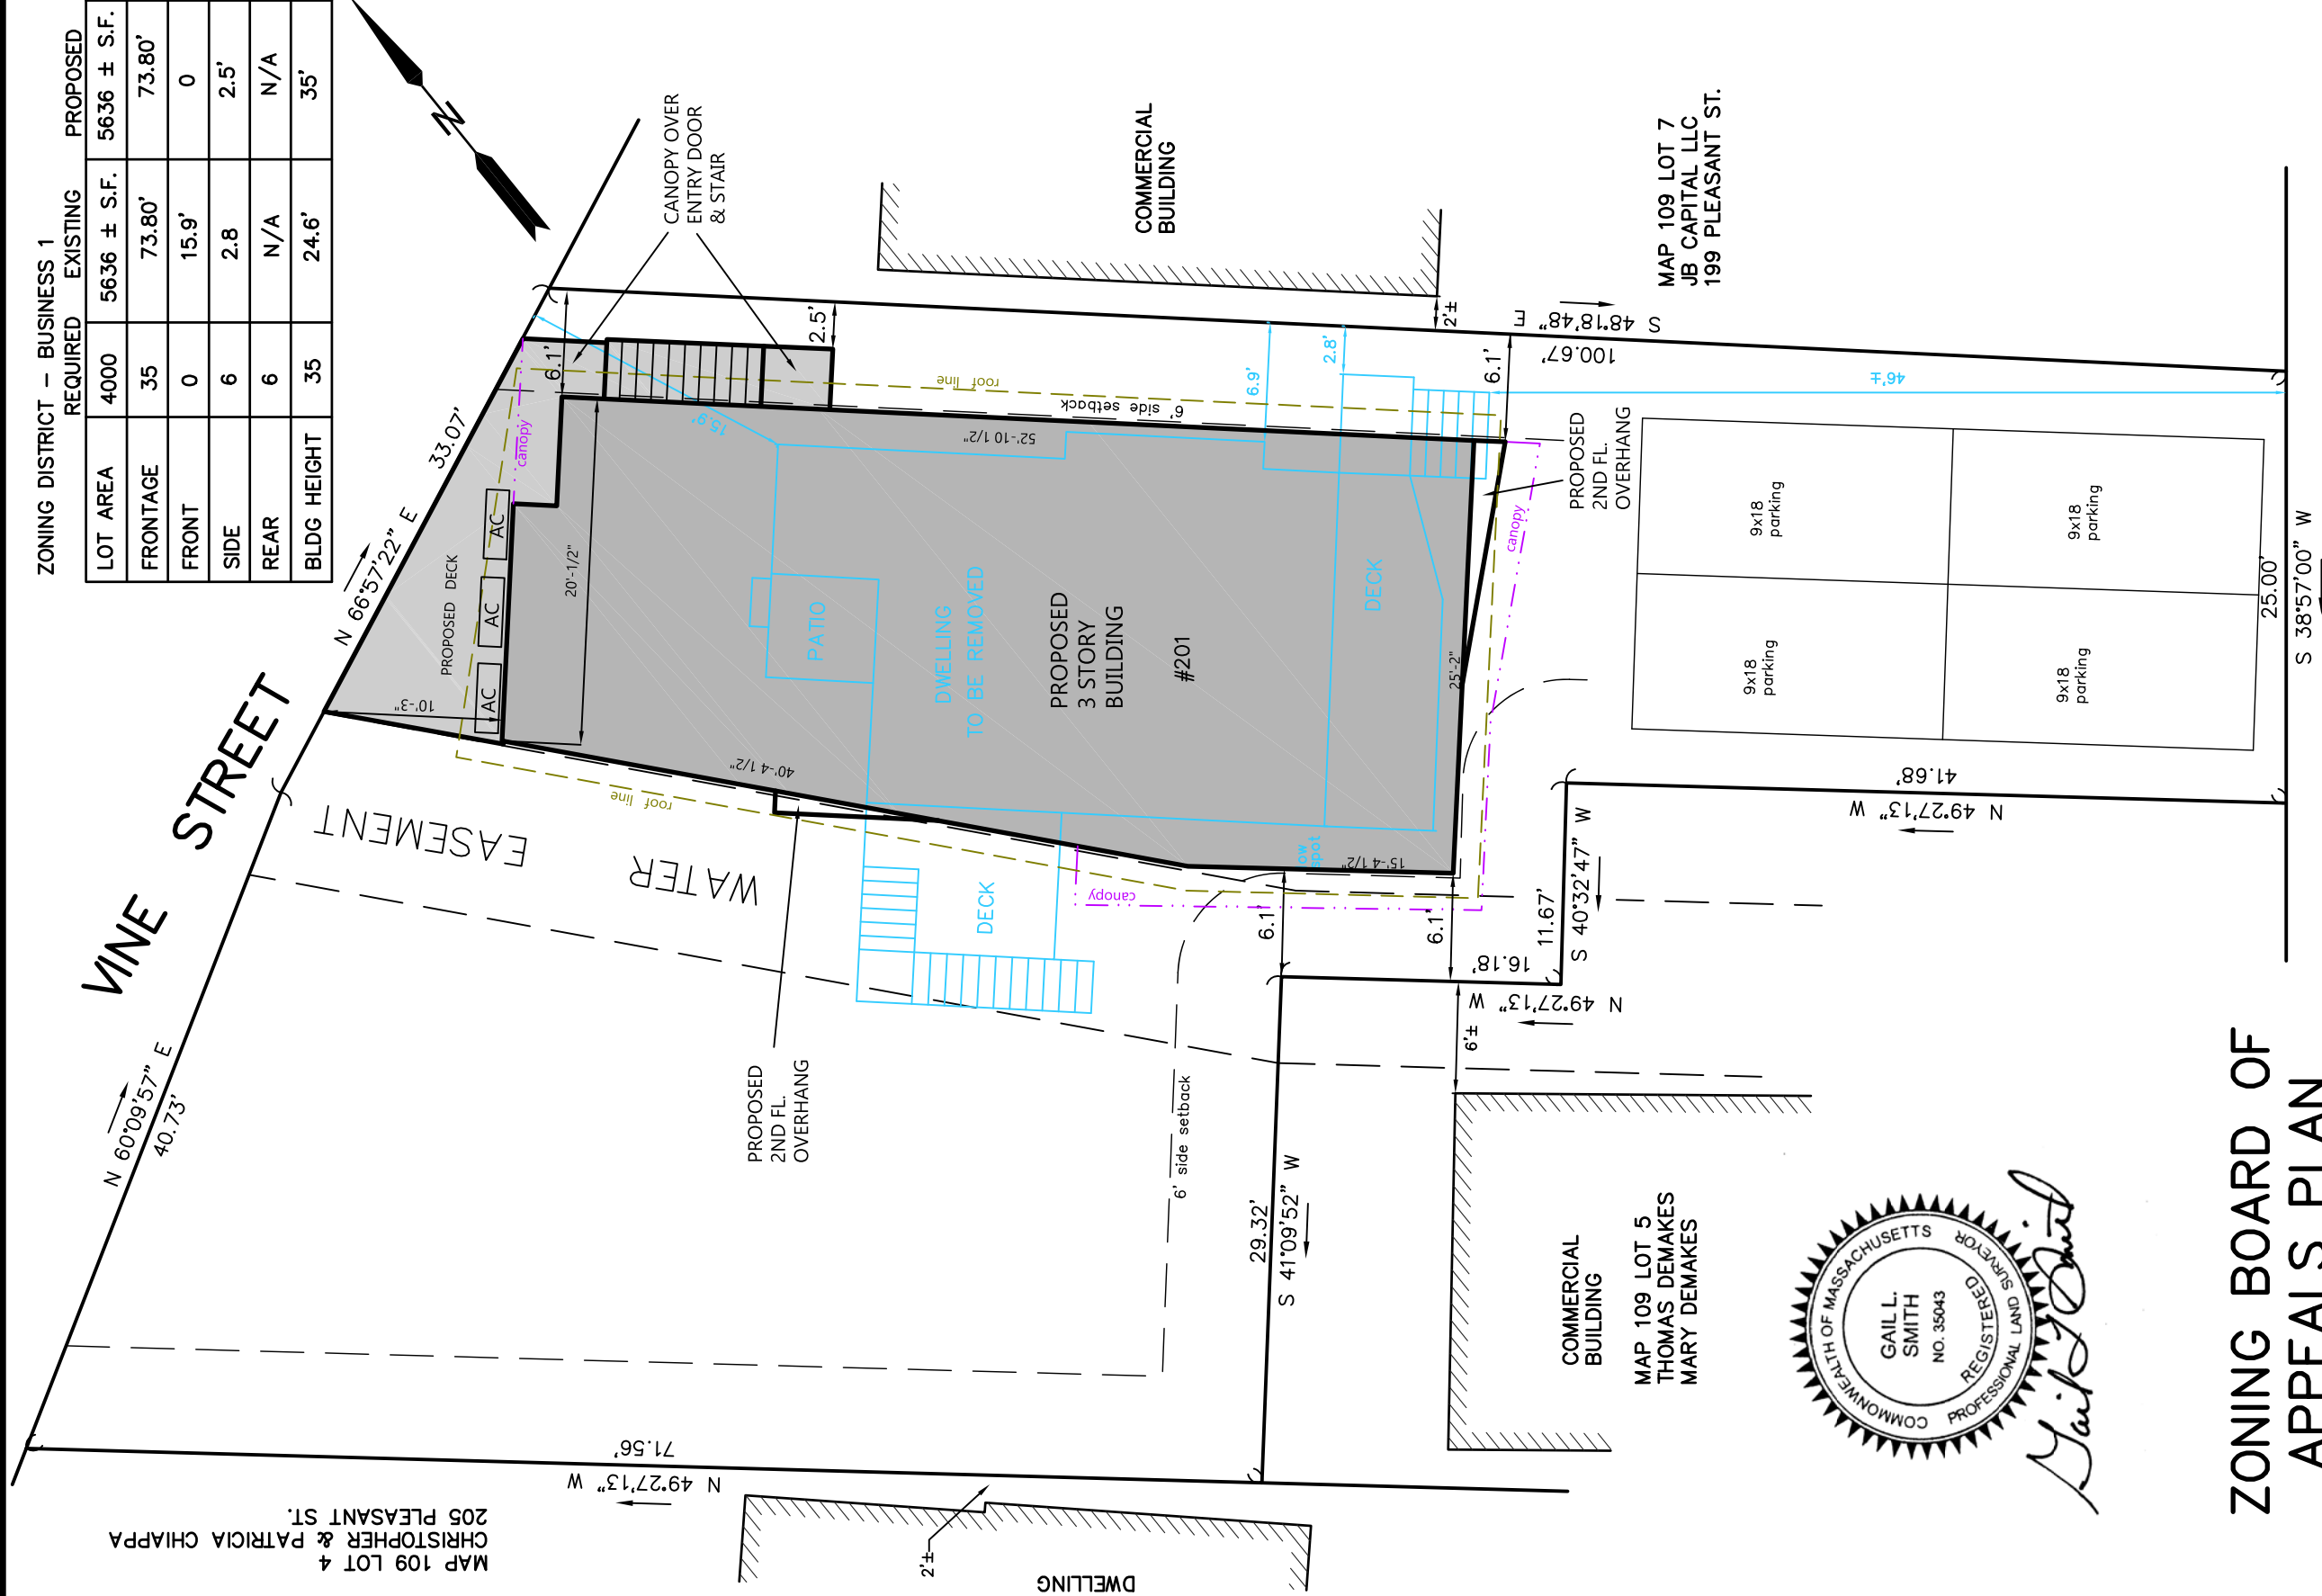 ZONING DISTRICT – BUSINESS 1
REQUIRED EXISTING PROPOSED
LOT AREA 4000 5636 ± S.F. 5636 ± S.F.
FRONTAGE 35 73.80' 73.80'
FRONT 0 15.9' 0
SIDE 6 2.8 2.5'
REAR 6 N/A N/A
BLDG HEIGHT 35 24.6' 35'
N
VINE STREET
N 60°09'57" E
40.73'
N 66°57'22" E
33.07'
WATER EASEMENT
CANOPY OVER
ENTRY DOOR
& STAIR
COMMERCIAL
BUILDING
MAP 109 LOT 7
JB CAPITAL LLC
199 PLEASANT ST.
2'±
S 48°18'48" E
100.67'
46'±
6.1'
2.5'
6.9'
2.8'
6.1'
15.9'
roof line
6' side setback
52'-10 1/2"
canopy
PROPOSED DECK
AC
AC
AC
10'-3"
20'-1/2"
PATIO
DWELLING
TO BE REMOVED
DECK
PROPOSED
3 STORY
BUILDING
#201
25'-2"
40'-4 1/2"
15'-4 1/2"
roof line
canopy
canopy
PROPOSED
2ND FL.
OVERHANG
PROPOSED
2ND FL.
OVERHANG
DECK
ow
spot
6.1'
6.1'
9x18
parking
9x18
parking
9x18
parking
9x18
parking
25.00'
S 38°57'00" W
41.68'
N 49°27'13" W
11.67'
S 40°32'47" W
16.18'
N 49°27'13" W
6'±
6' side setback
29.32'
S 41°09'52" W
71.56'
N 49°27'13" W
MAP 109 LOT 4
CHRISTOPHER & PATRICIA CHIAPPA
205 PLEASANT ST.
2'±
DWELLING
COMMERCIAL
BUILDING
MAP 109 LOT 5
THOMAS DEMAKES
MARY DEMAKES
COMMONWEALTH OF MASSACHUSETTS
GAIL L.
SMITH
NO. 35043
REGISTERED
PROFESSIONAL LAND SURVEYOR
Gail L Smith
ZONING BOARD OF
APPEALS PLAN